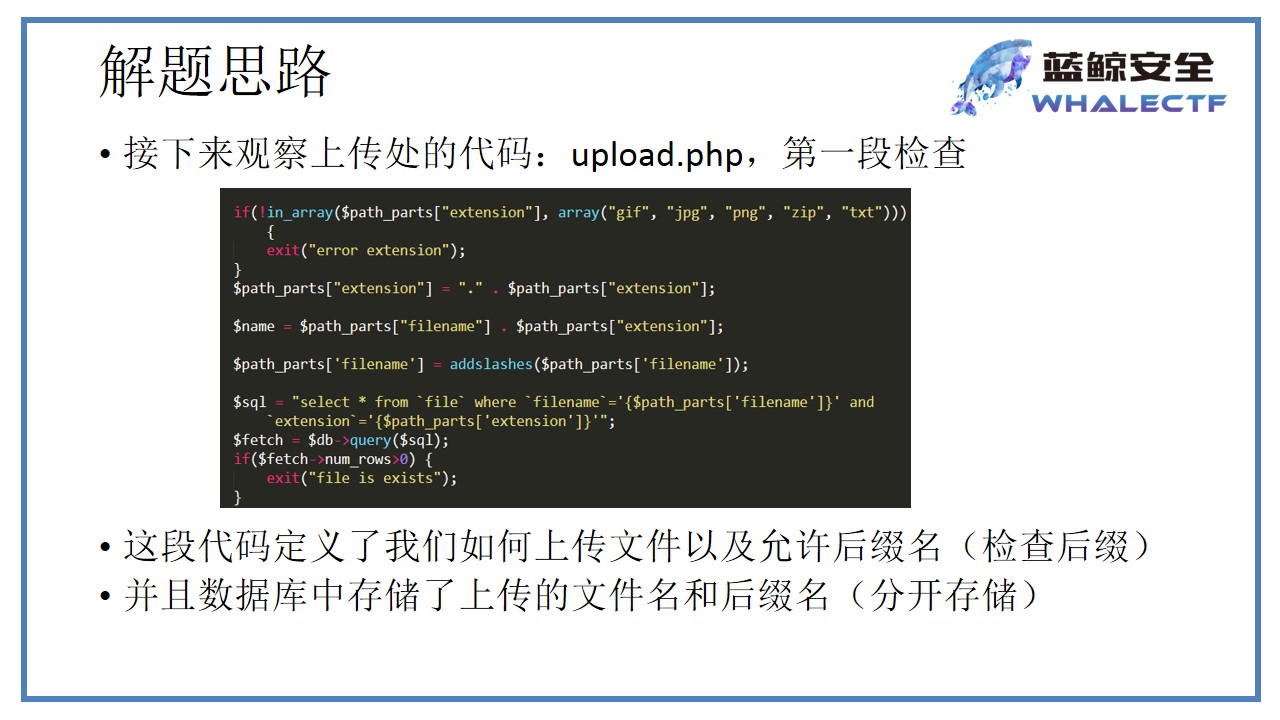 解题思路
蓝鲸安全
WHALECTF
• 接下来观察上传处的代码：upload.php，第一段检查
if(!in_array($path_parts["extension"], array("gif", "jpg", "png", "zip", "txt")))
{
exit("error extension");
}
$path_parts["extension"] = "." . $path_parts["extension"];
$name = $path_parts["filename"] . $path_parts["extension"];
$path_parts['filename'] = addslashes($path_parts['filename']);
$sql = "select * from `file` where `filename`='{$path_parts['filename']}' and
`extension`='{$path_parts['extension']}'";
$fetch = $db->query($sql);
if($fetch->num_rows>0) {
exit("file is exists");
}
• 这段代码定义了我们如何上传文件以及允许后缀名（检查后缀）
• 并且数据库中存储了上传的文件名和后缀名（分开存储）